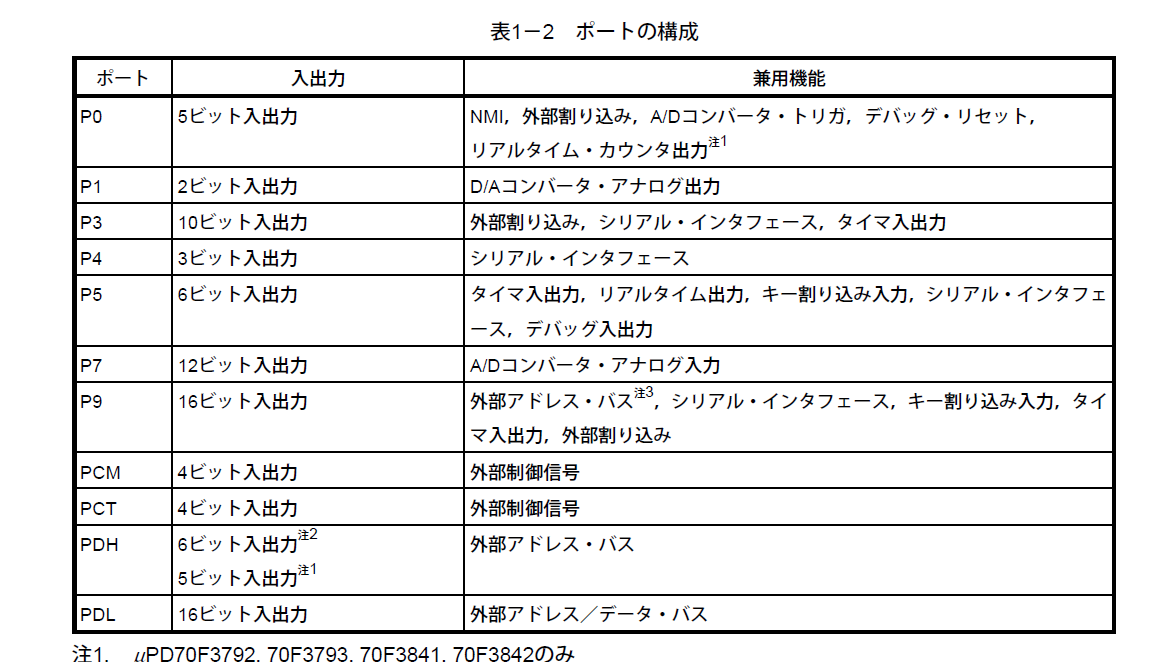 表1－2　ポートの構成
ポート 入出力 兼用機能
P0 5ビット入出力 NMI，外部割り込み，A/Dコンバータ・トリガ，デバッグ・リセット，
リアルタイム・カウンタ出力注1
P1 2ビット入出力 D/Aコンバータ・アナログ出力
P3 10ビット入出力 外部割り込み，シリアル・インタフェース，タイマ入出力
P4 3ビット入出力 シリアル・インタフェース
P5 6ビット入出力 タイマ入出力，リアルタイム出力，キー割り込み入力，シリアル・インタフェ
ース，デバッグ入出力
P7 12ビット入出力 A/Dコンバータ・アナログ入力
P9 16ビット入出力 外部アドレス・バス注3，シリアル・インタフェース，キー割り込み入力，タイ
マ入出力，外部割り込み
PCM 4ビット入出力 外部制御信号
PCT 4ビット入出力 外部制御信号
PDH 6ビット入出力注2 外部アドレス・バス
5ビット入出力注1
PDL 16ビット入出力 外部アドレス／データ・バス
注1.　μPD70F3792, 70F3793, 70F3841, 70F3842のみ